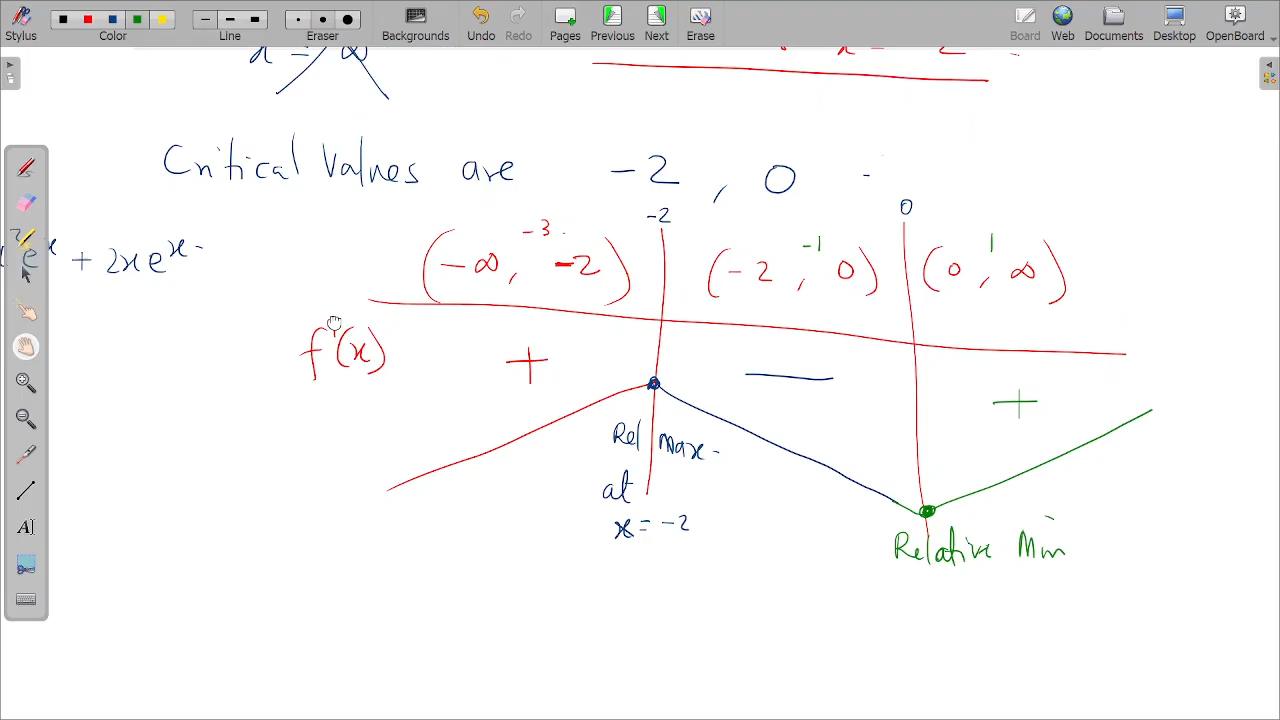 Stylus Color Line Eraser Backgrounds Undo Redo Pages Previous Next Erase Board Web Documents Desktop OpenBoard
x = ∞
x = -2
Critical Values are -2 , 0
-2 0
e^x + 2xe^x
-3 -1 1
(-∞, -2) (-2, 0) (0, ∞)
f'(x) + — +
Rel max
at
x = -2
Relative Min